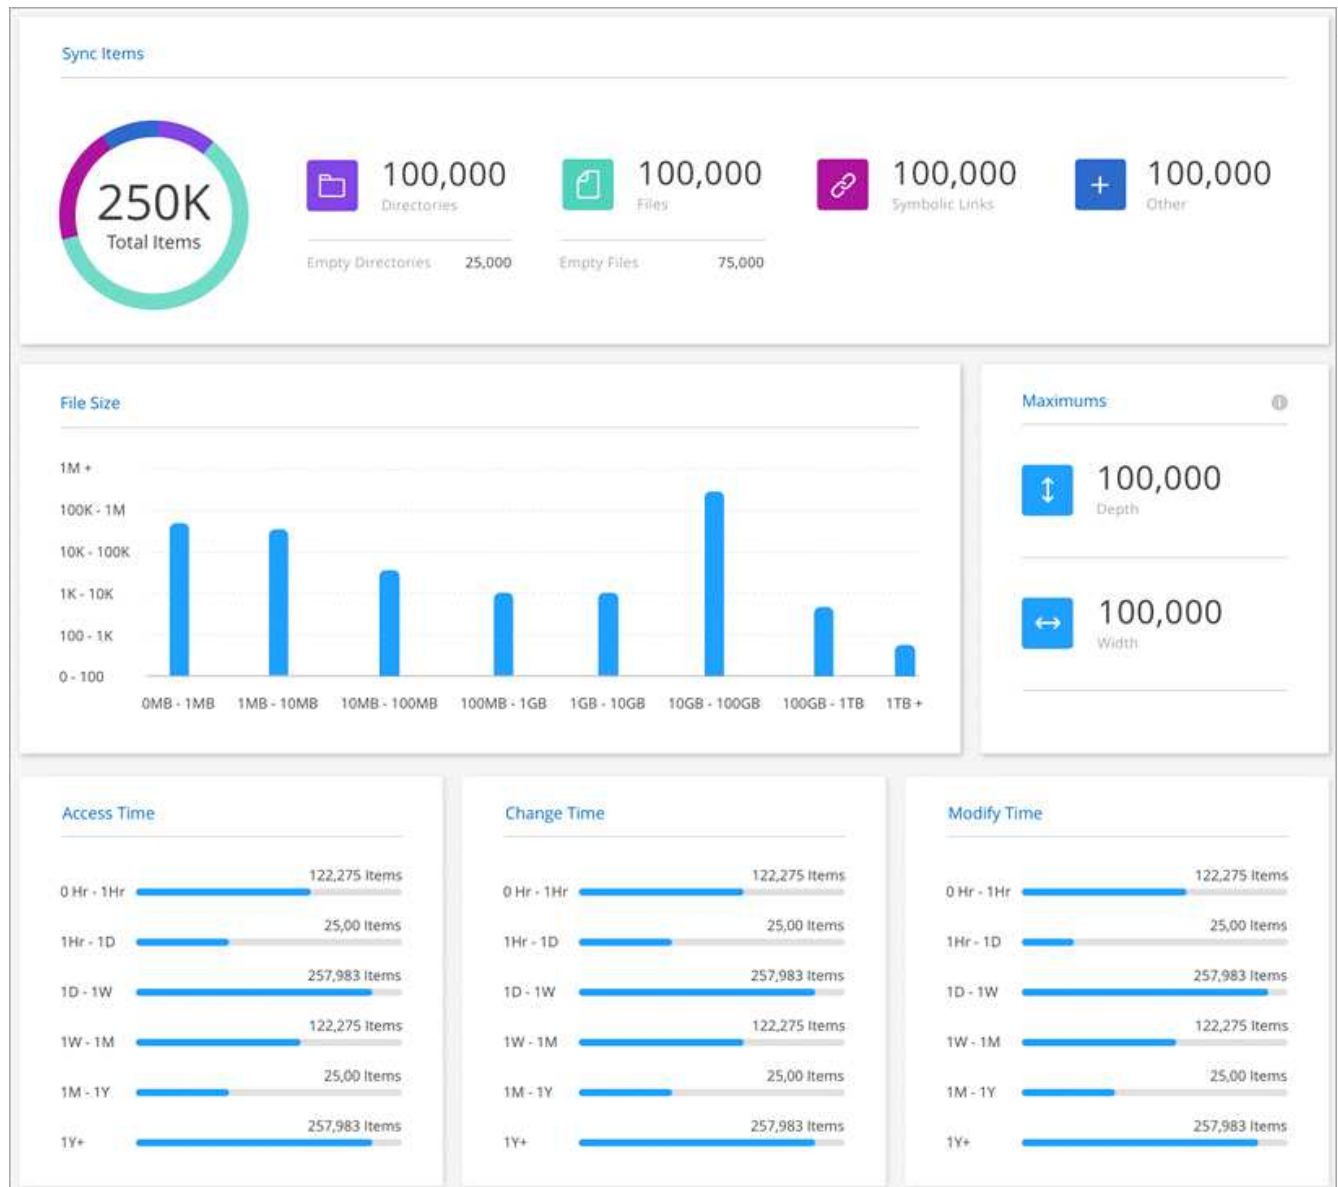 Sync Items
250K
Total Items
100,000
Directories
Empty Directories 25,000
100,000
Files
Empty Files 75,000
100,000
Symbolic Links
100,000
Other
File Size
1M +
100K - 1M
10K - 100K
1K - 10K
100 - 1K
0 - 100
0MB - 1MB 1MB - 10MB 10MB - 100MB 100MB - 1GB 1GB - 10GB 10GB - 100GB 100GB - 1TB 1TB +
Maximums
100,000
Depth
100,000
Width
Access Time
122,275 Items
0 Hr - 1Hr
25,00 Items
1Hr - 1D
257,983 Items
1D - 1W
122,275 Items
1W - 1M
25,00 Items
1M - 1Y
257,983 Items
1Y+
Change Time
122,275 Items
0 Hr - 1Hr
25,00 Items
1Hr - 1D
257,983 Items
1D - 1W
122,275 Items
1W - 1M
25,00 Items
1M - 1Y
257,983 Items
1Y+
Modify Time
122,275 Items
0 Hr - 1Hr
25,00 Items
1Hr - 1D
257,983 Items
1D - 1W
122,275 Items
1W - 1M
25,00 Items
1M - 1Y
257,983 Items
1Y+